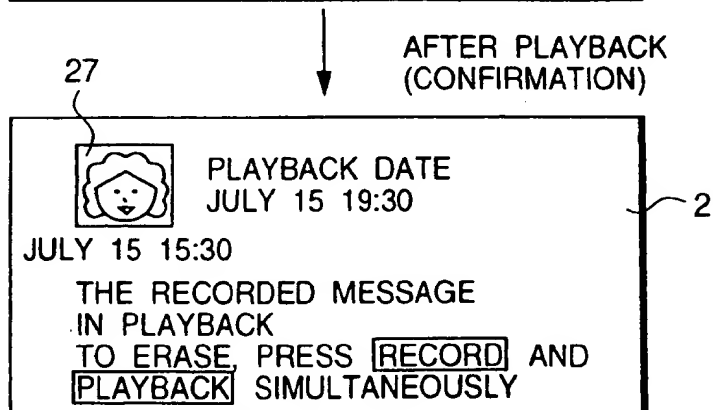 AFTER PLAYBACK
(CONFIRMATION)
27
PLAYBACK DATE
JULY 15 19:30
2
JULY 15 15:30
THE RECORDED MESSAGE
IN PLAYBACK
TO ERASE, PRESS RECORD AND
PLAYBACK SIMULTANEOUSLY